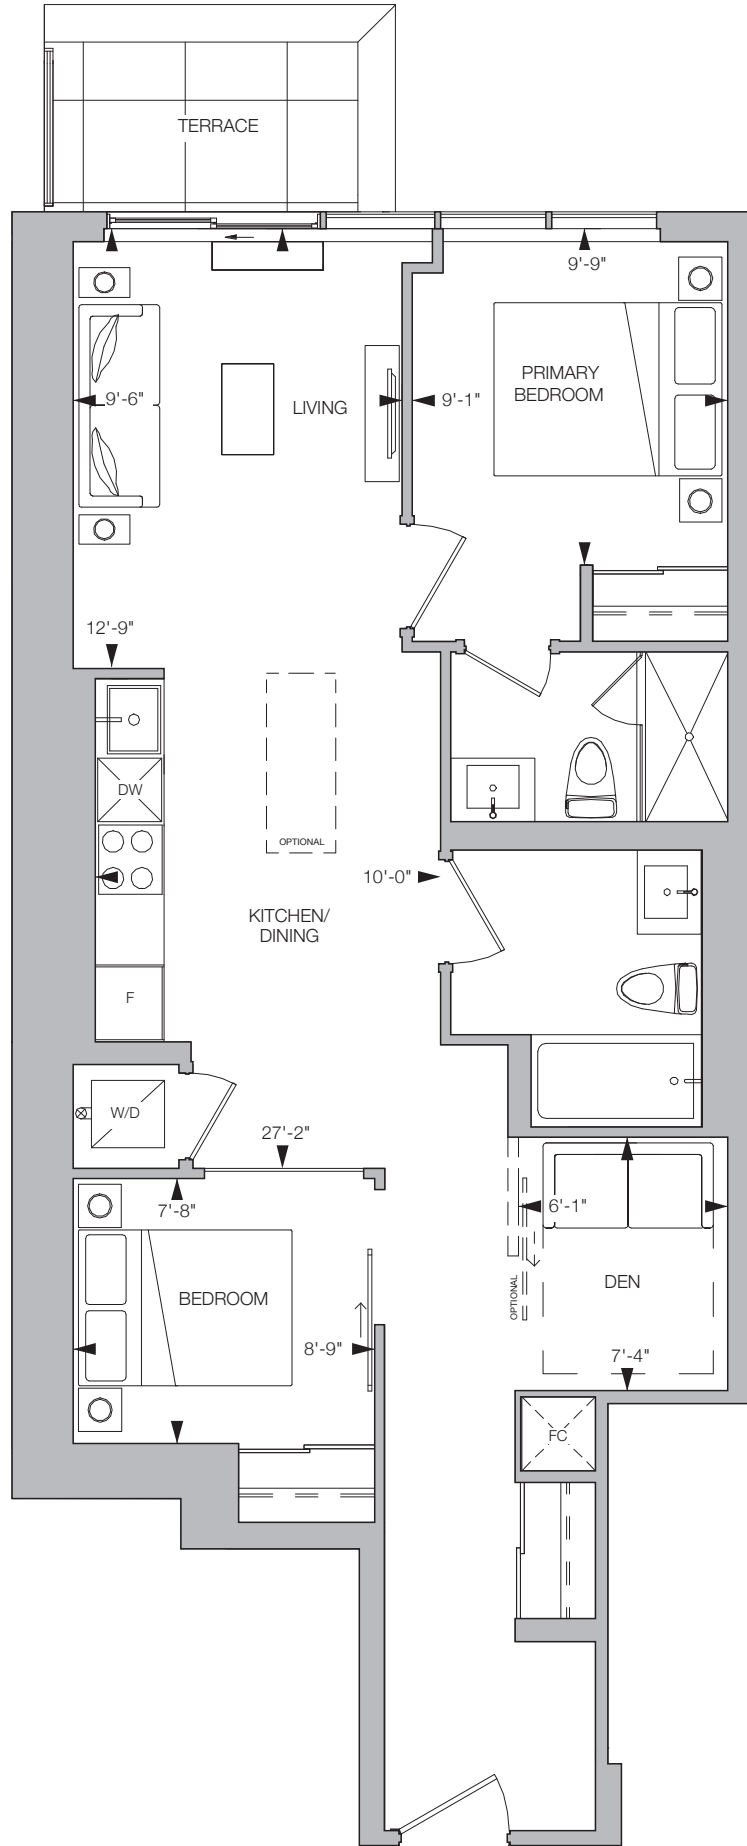 TERRACE
9'-9"
PRIMARY
BEDROOM
9'-6"
LIVING
9'-1"
12'-9"
DW
OPTIONAL
10'-0"
KITCHEN/
DINING
F
W/D
27'-2"
7'-8"
6'-1"
BEDROOM
OPTIONAL
DEN
8'-9"
7'-4"
FC